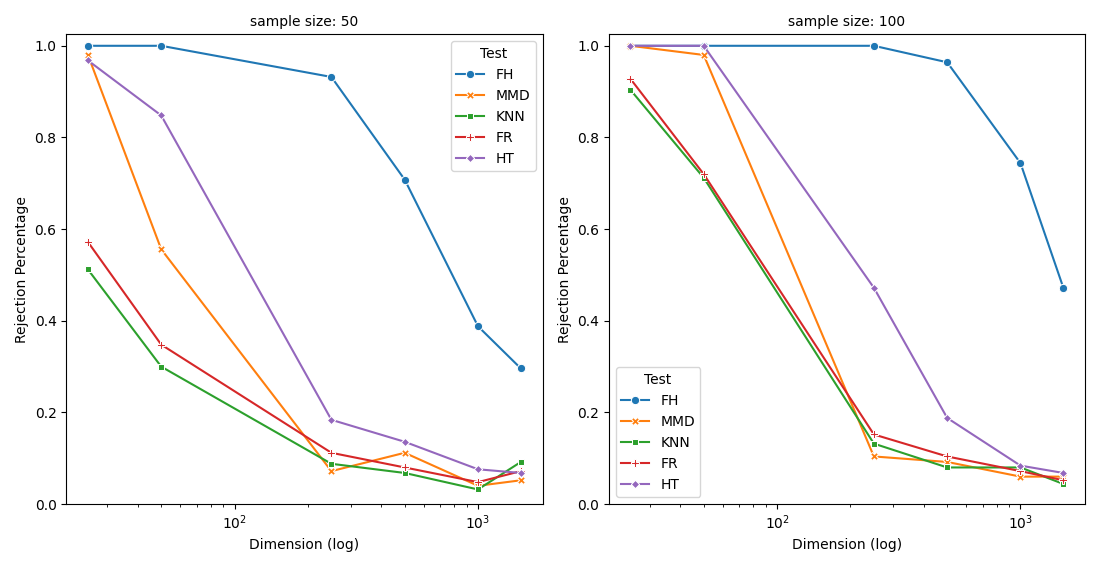 sample size: 50
Rejection Percentage
1.0
0.8
0.6
0.4
0.2
0.0
Test
FH
MMD
KNN
FR
HT
10²
10³
Dimension (log)
sample size: 100
Rejection Percentage
1.0
0.8
0.6
0.4
0.2
0.0
Test
FH
MMD
KNN
FR
HT
10²
10³
Dimension (log)